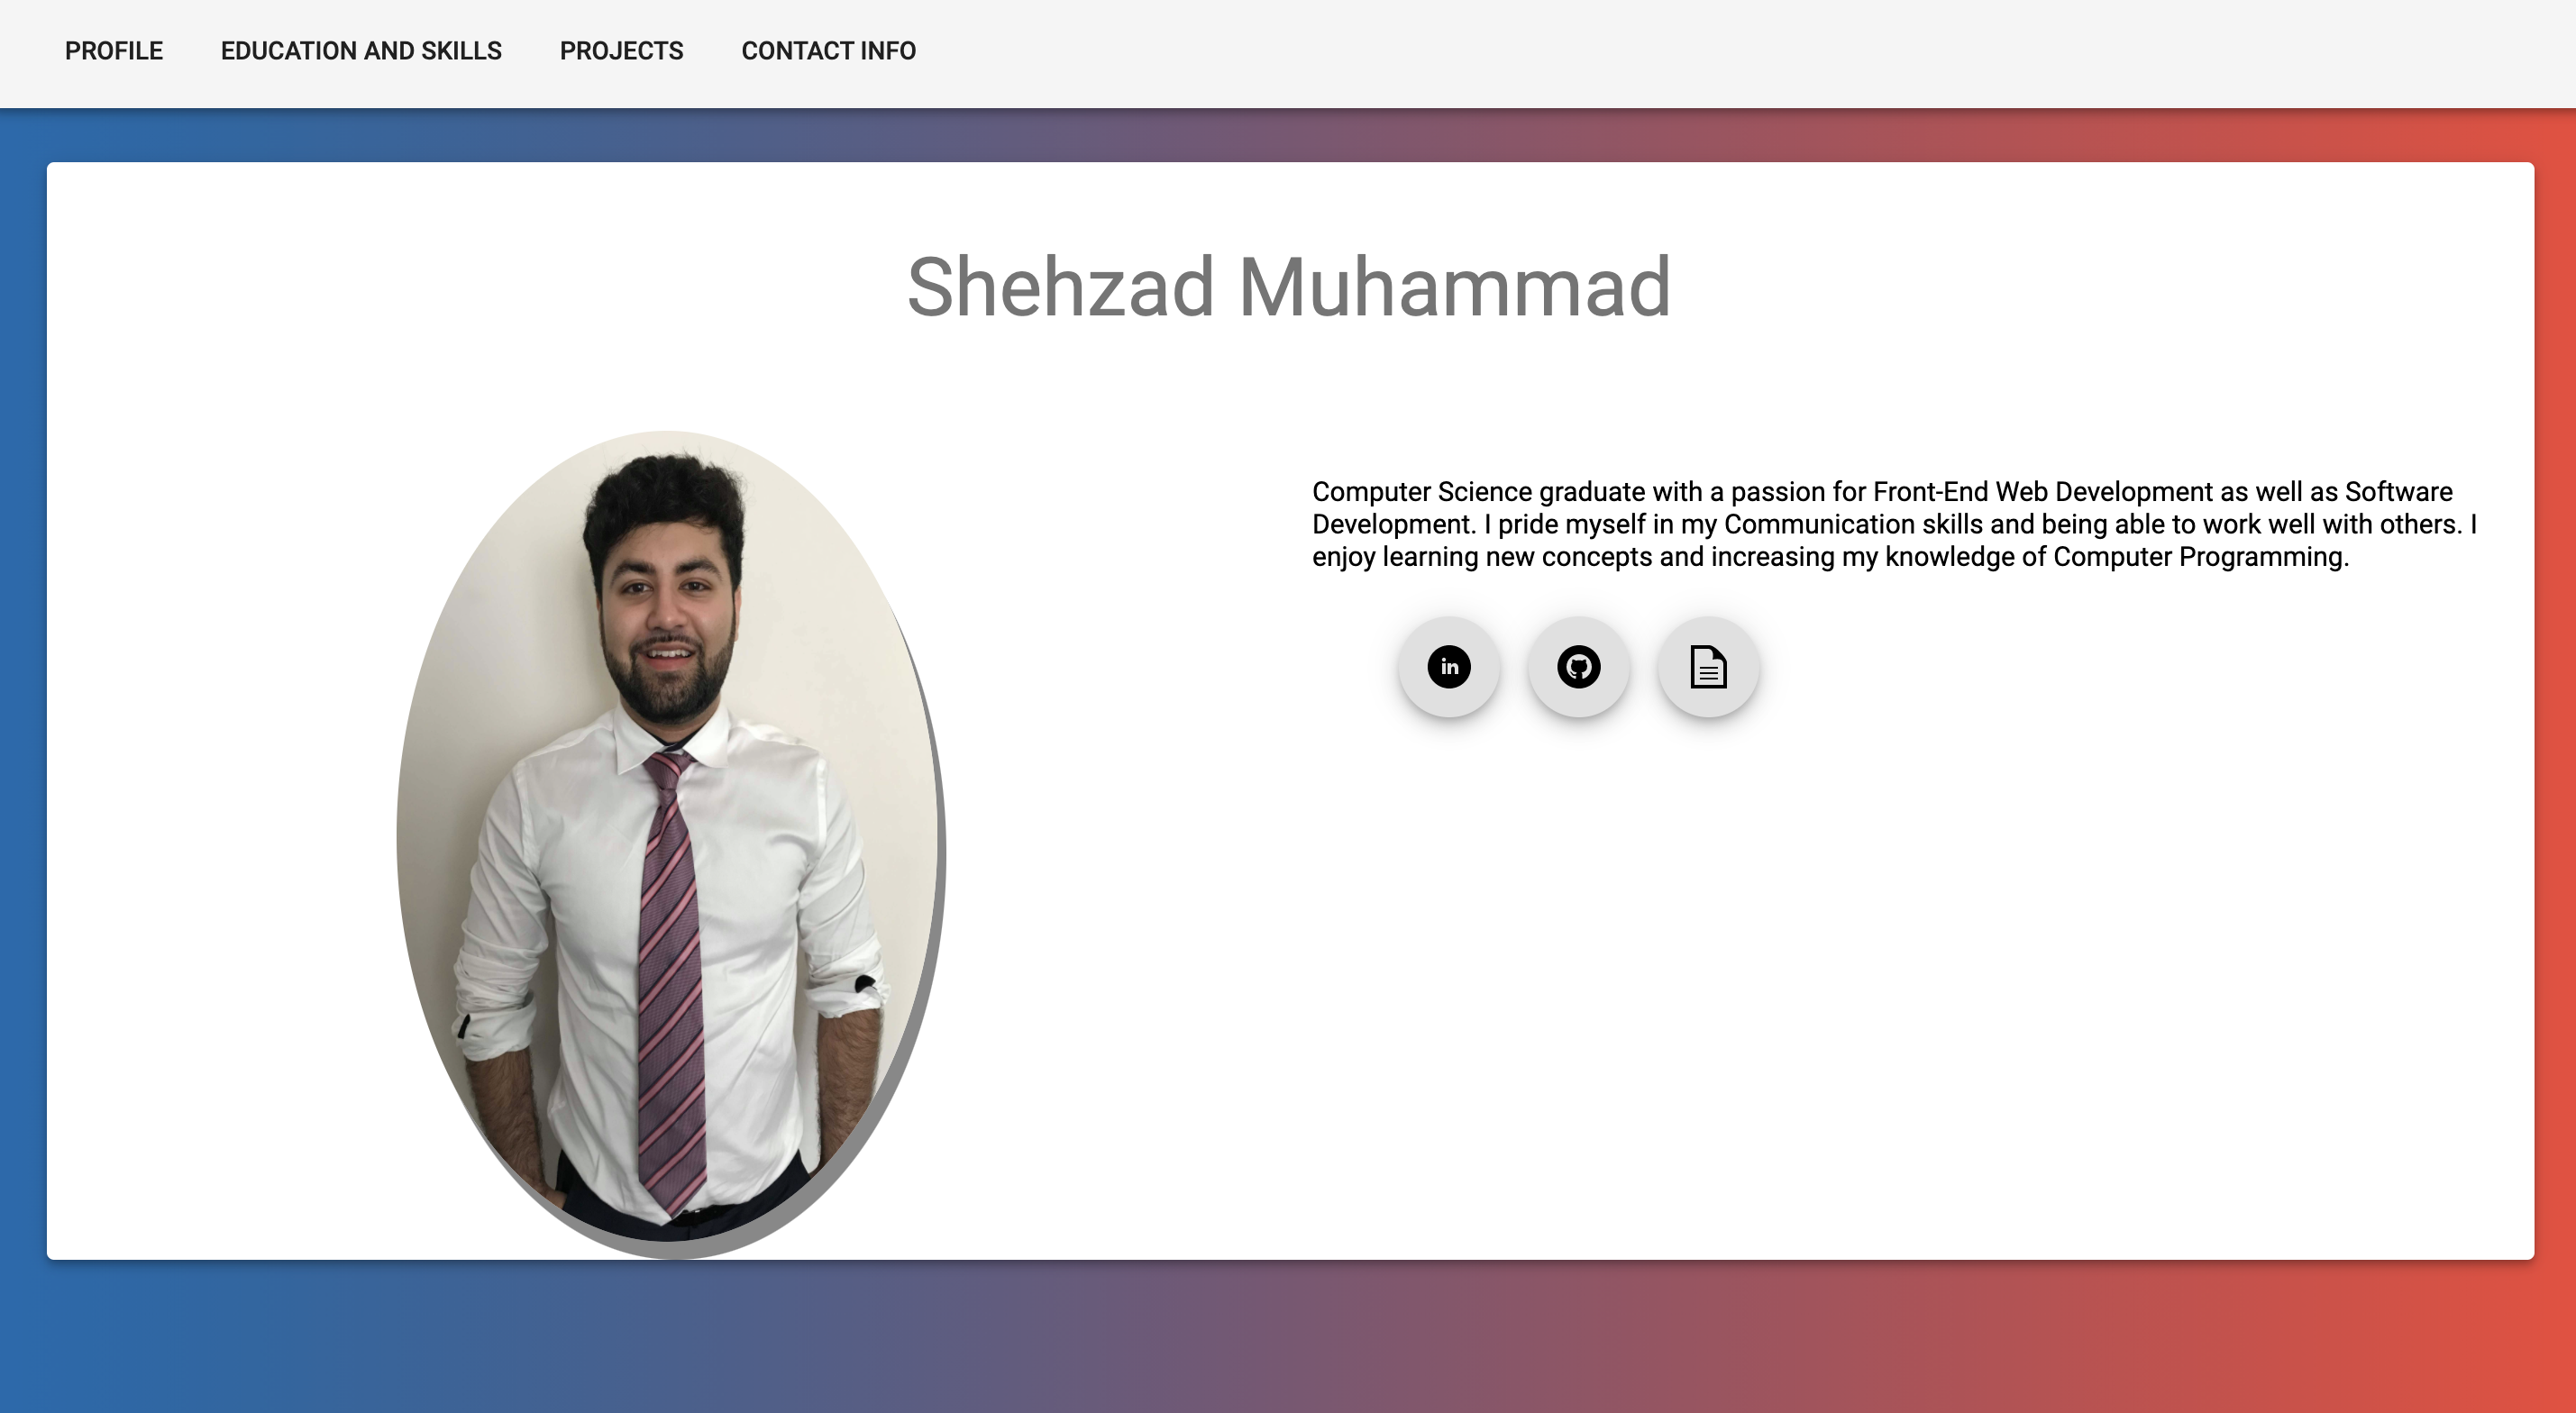 PROFILE
EDUCATION AND SKILLS
PROJECTS
CONTACT INFO
Shehzad Muhammad
Computer Science graduate with a passion for Front-End Web Development as well as Software
Development. I pride myself in my Communication skills and being able to work well with others. I
enjoy learning new concepts and increasing my knowledge of Computer Programming.
in